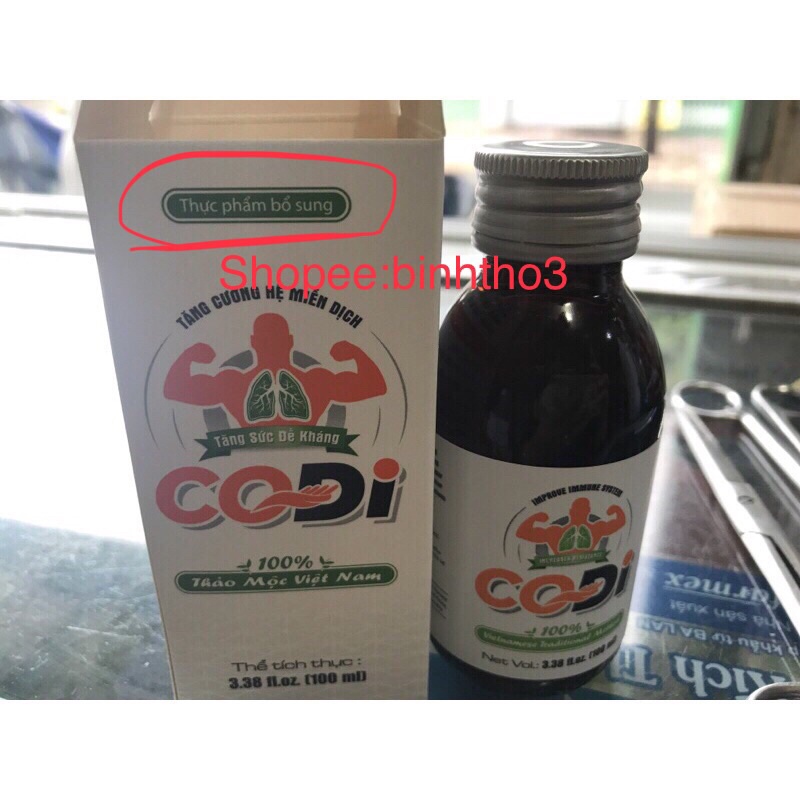 Thực phẩm bổ sung
Shopee:binhtho3
TĂNG CƯỜNG HỆ MIỄN DỊCH
Tăng Sức Đề Kháng
CODi
100%
Thảo Mộc Việt Nam
Thể tích thực :
3.38 fl.oz. (100 ml)
IMPROVE IMMUNE SYSTEM
CODi
100%
Vietnamese Traditional
Net Vol.: 3.38 fl.oz. (100 ml)